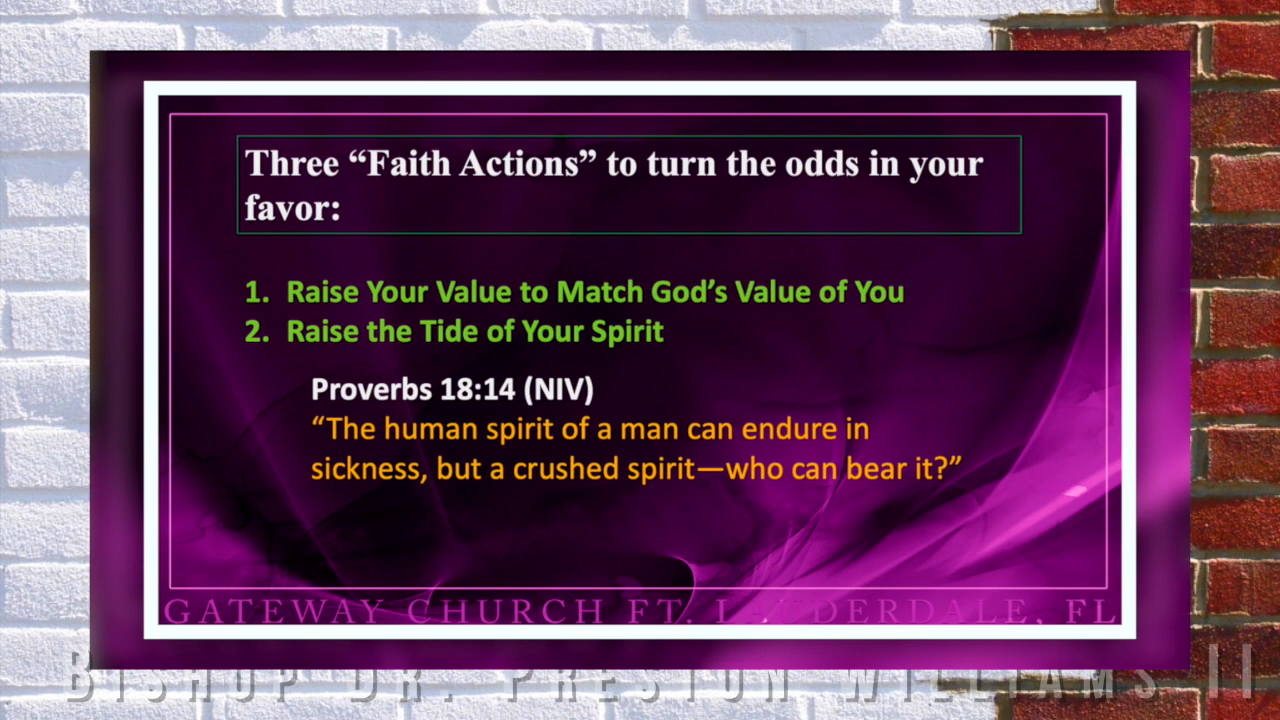 Three “Faith Actions” to turn the odds in your
favor:
1. Raise Your Value to Match God’s Value of You
2. Raise the Tide of Your Spirit
Proverbs 18:14 (NIV)
“The human spirit of a man can endure in
sickness, but a crushed spirit—who can bear it?”
GATEWAY CHURCH FT. LAUDERDALE, FL
BISHOP DR. PRESTON WILLIAMS II